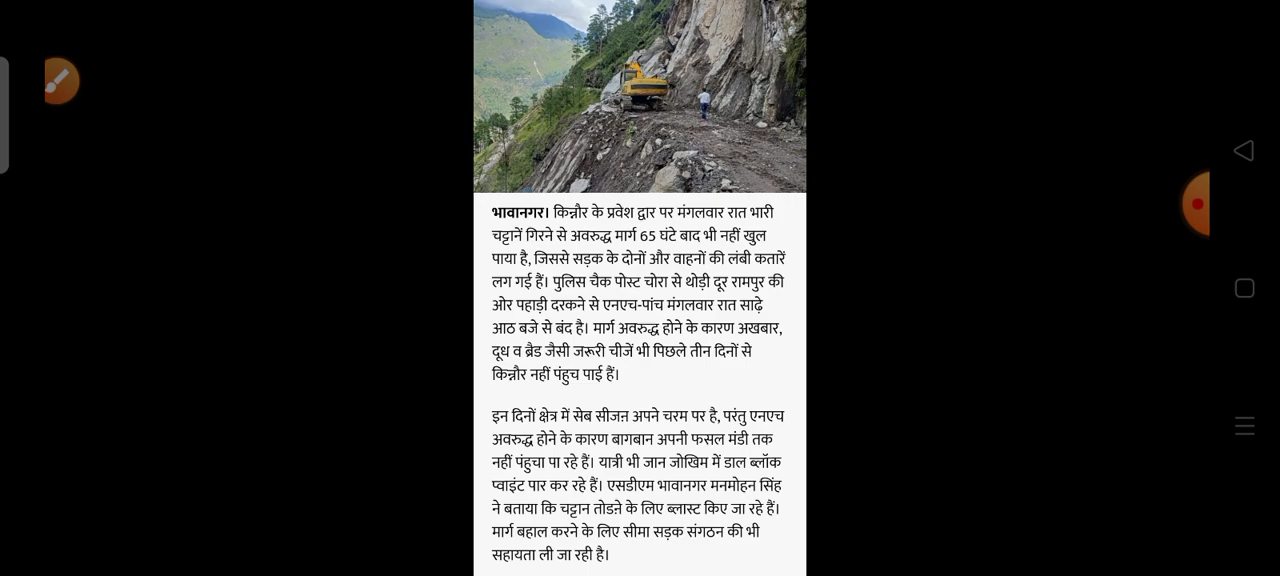 भावानगर। किन्नौर के प्रवेश द्वार पर मंगलवार रात भारी
चट्टानें गिरने से अवरुद्ध मार्ग 65 घंटे बाद भी नहीं खुल
पाया है, जिससे सड़क के दोनों और वाहनों की लंबी कतारें
लग गई हैं। पुलिस चैक पोस्ट चोरा से थोड़ी दूर रामपुर की
ओर पहाड़ी दरकने से एनएच-पांच मंगलवार रात साढ़े
आठ बजे से बंद है। मार्ग अवरुद्ध होने के कारण अखबार,
दूध व ब्रैड जैसी जरूरी चीजें भी पिछले तीन दिनों से
किन्नौर नहीं पंहुच पाई हैं।
इन दिनों क्षेत्र में सेब सीजऩ अपने चरम पर है, परंतु एनएच
अवरुद्ध होने के कारण बागबान अपनी फसल मंडी तक
नहीं पंहुचा पा रहे हैं। यात्री भी जान जोखिम में डाल ब्लॉक
प्वाइंट पार कर रहे हैं। एसडीएम भावानगर मनमोहन सिंह
ने बताया कि चट्टान तोडऩे के लिए ब्लास्ट किए जा रहे हैं।
मार्ग बहाल करने के लिए सीमा सड़क संगठन की भी
सहायता ली जा रही है।